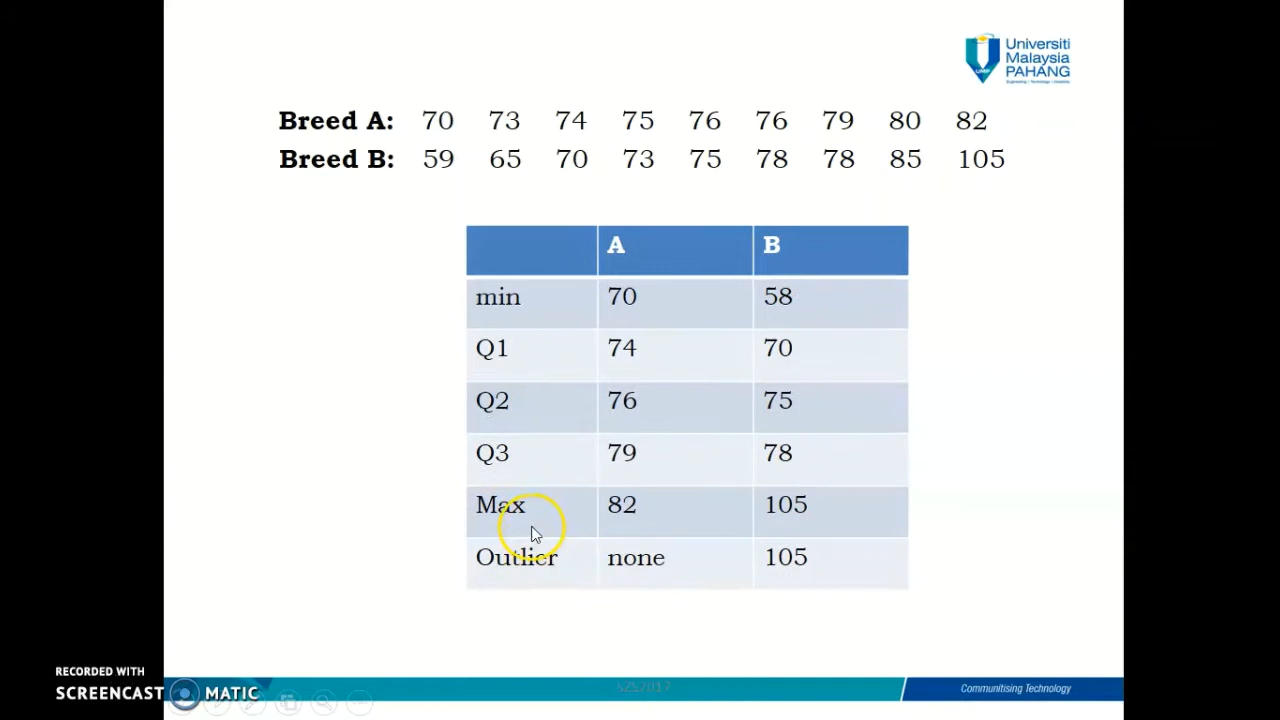 Universiti
Malaysia
PAHANG
Breed A: 70 73 74 75 76 76 79 80 82
Breed B: 59 65 70 73 75 78 78 85 105
A B
min 70 58
Q1 74 70
Q2 76 75
Q3 79 78
Max 82 105
Outlier none 105
RECORDED WITH
SCREENCAST MATIC
Communitising Technology